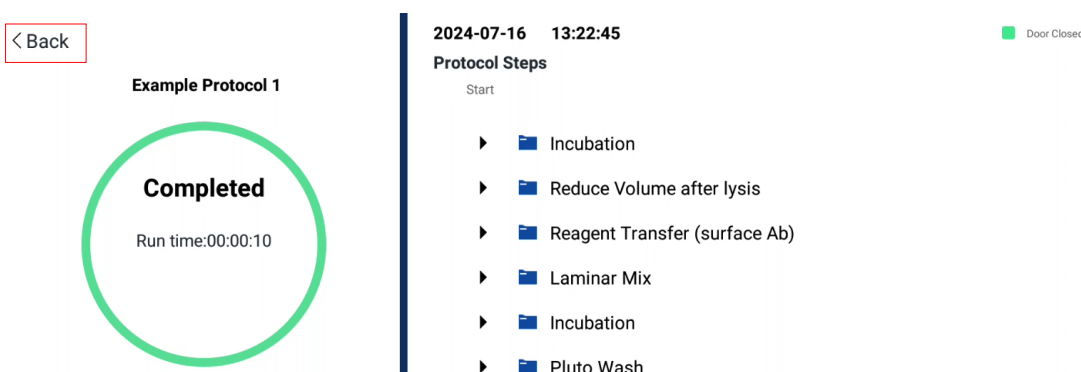 Back
Example Protocol 1
Completed
Run time:00:00:10
2024-07-16 13:22:45
Door Closed
Protocol Steps
Start
Incubation
Reduce Volume after lysis
Reagent Transfer (surface Ab)
Laminar Mix
Incubation
Pluto Wash